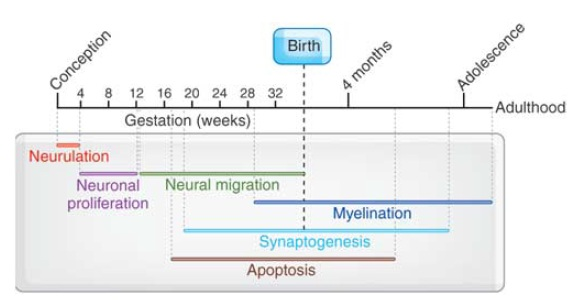 Birth
Conception
4 months
Adolescence
4 8 12 16 20 24 28 32
Adulthood
Gestation (weeks)
Neurulation
Neuronal
proliferation
Neural migration
Myelination
Synaptogenesis
Apoptosis